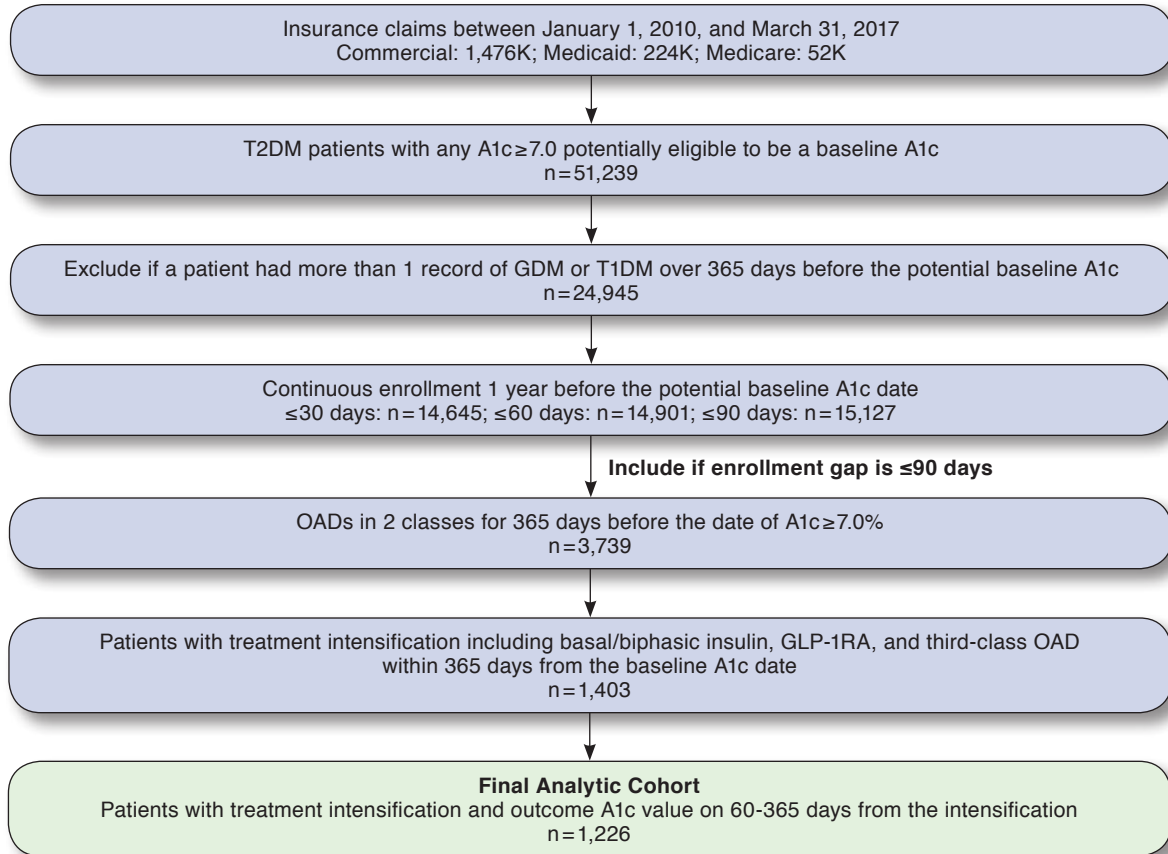 Insurance claims between January 1, 2010, and March 31, 2017
Commercial: 1,476K; Medicaid: 224K; Medicare: 52K
T2DM patients with any A1c≥7.0 potentially eligible to be a baseline A1c
n=51,239
Exclude if a patient had more than 1 record of GDM or T1DM over 365 days before the potential baseline A1c
n=24,945
Continuous enrollment 1 year before the potential baseline A1c date
≤30 days: n=14,645; ≤60 days: n=14,901; ≤90 days: n=15,127
Include if enrollment gap is ≤90 days
OADs in 2 classes for 365 days before the date of A1c≥7.0%
n=3,739
Patients with treatment intensification including basal/biphasic insulin, GLP-1RA, and third-class OAD
within 365 days from the baseline A1c date
n=1,403
Final Analytic Cohort
Patients with treatment intensification and outcome A1c value on 60-365 days from the intensification
n=1,226